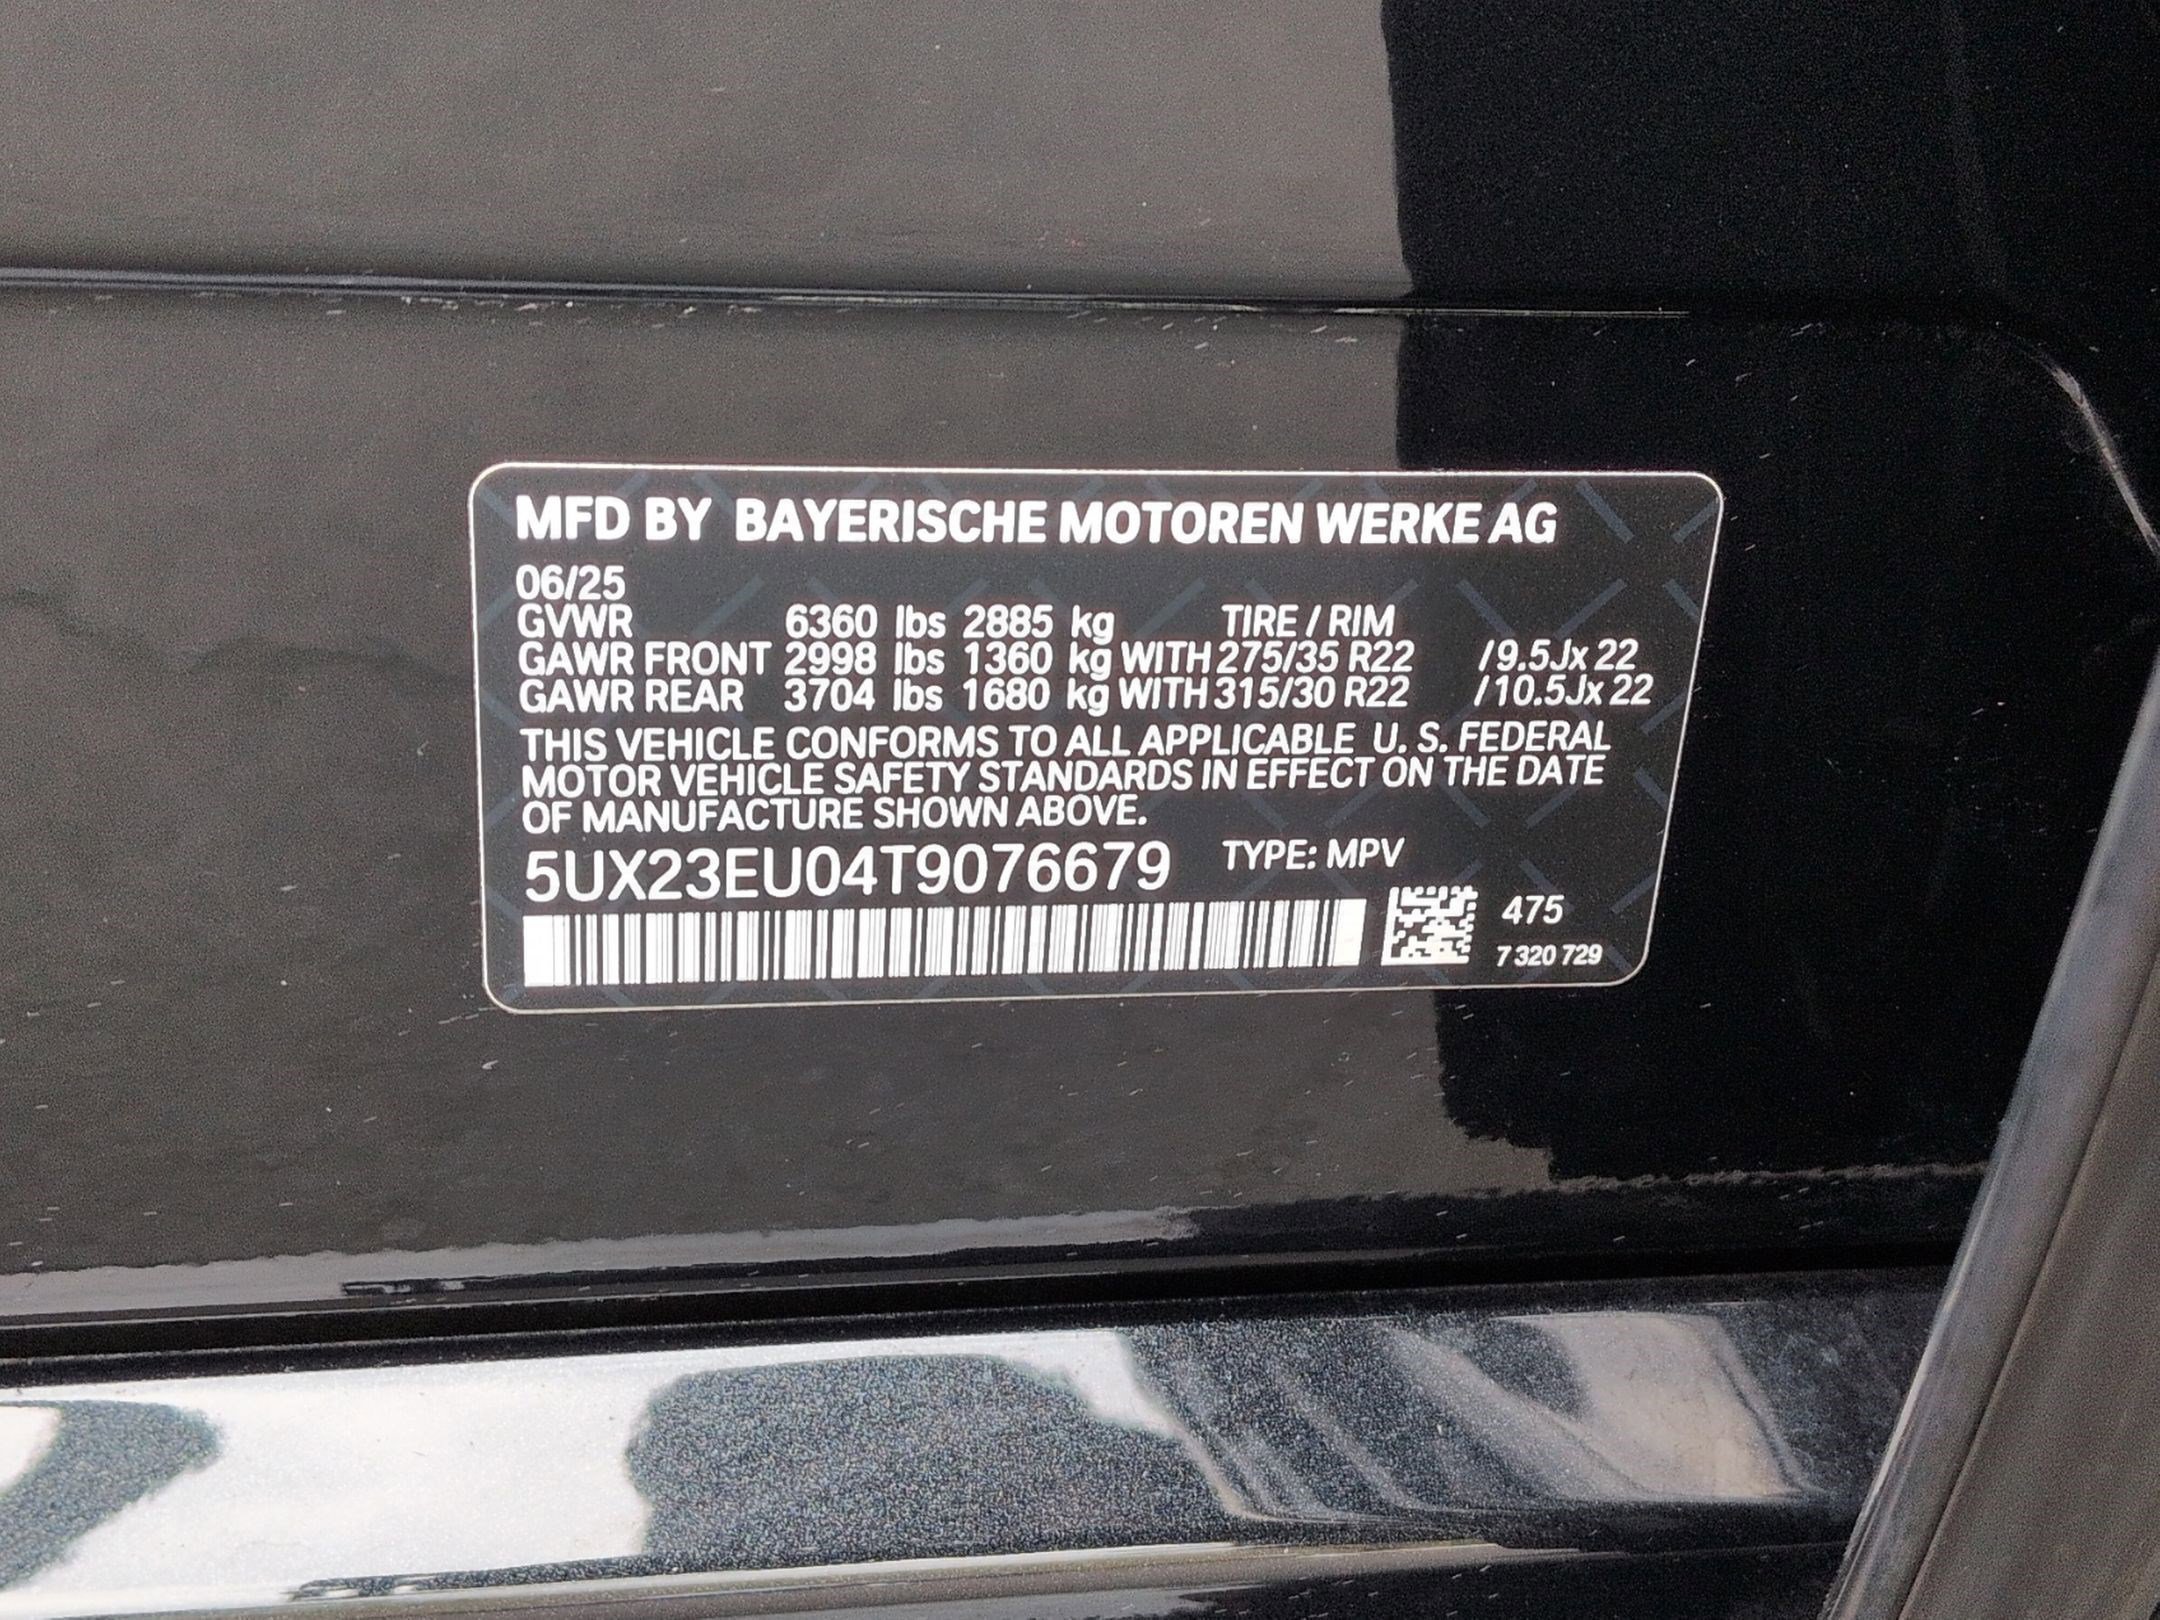 MFD BY BAYERISCHE MOTOREN WERKE AG
06/25
GVWR 6360 lbs 2885 kg TIRE / RIM
GAWR FRONT 2998 lbs 1360 kg WITH 275/35 R22 /9.5Jx 22
GAWR REAR 3704 lbs 1680 kg WITH 315/30 R22 /10.5Jx 22
THIS VEHICLE CONFORMS TO ALL APPLICABLE U. S. FEDERAL
MOTOR VEHICLE SAFETY STANDARDS IN EFFECT ON THE DATE
OF MANUFACTURE SHOWN ABOVE.
5UX23EU04T9076679 TYPE: MPV
475
7 320 729